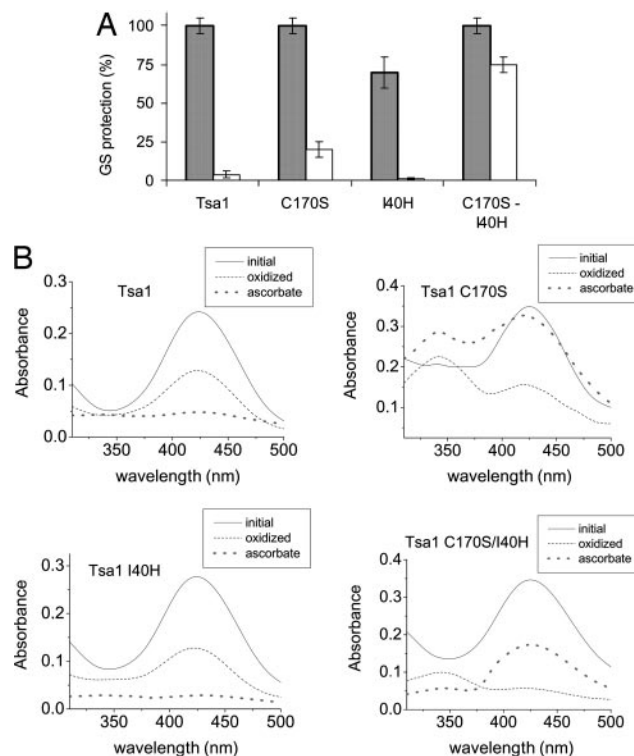 A
GS protection (%)
100
75
50
25
0
Tsa1
C170S
I40H
C170S -
I40H
B
Tsa1
initial
oxidized
ascorbate
Absorbance
0.3
0.2
0.1
0.0
350 400 450 500
wavelength (nm)
Tsa1 C170S
initial
oxidized
ascorbate
Absorbance
0.4
0.3
0.2
0.1
350 400 450 500
wavelength (nm)
Tsa1 I40H
initial
oxidized
ascorbate
Absorbance
0.3
0.2
0.1
0.0
350 400 450 500
wavelength (nm)
Tsa1 C170S/I40H
initial
oxidized
ascorbate
Absorbance
0.4
0.3
0.2
0.1
0.0
350 400 450 500
wavelength (nm)